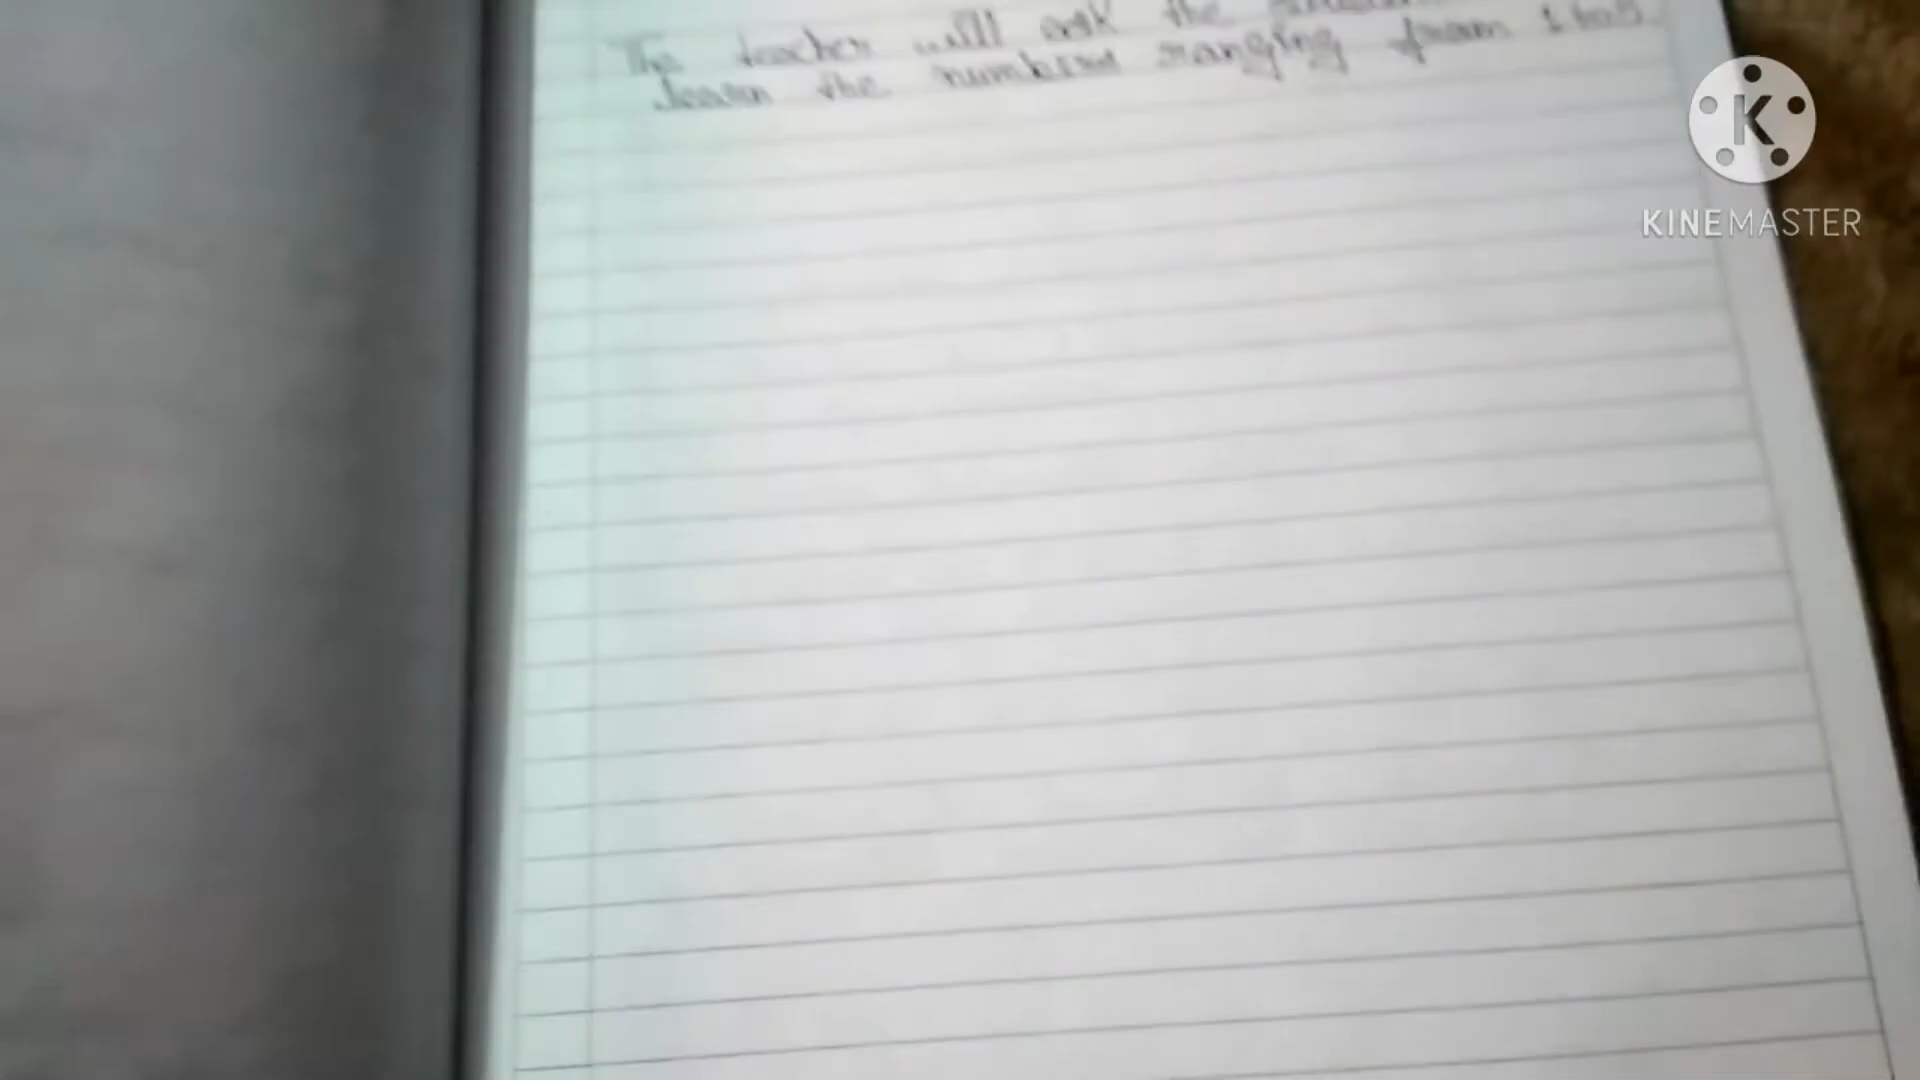 The teacher will ask the
learn the numbers ranging from 1 to 5.
K
KINEMASTER